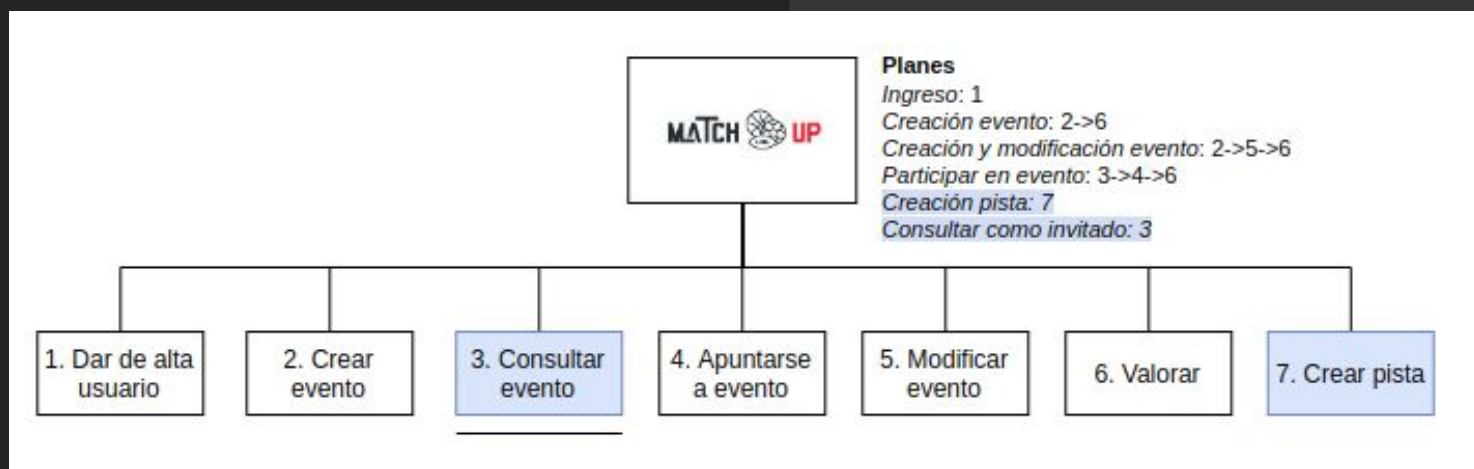 MATCH UP
Planes
Ingreso: 1
Creación evento: 2->6
Creación y modificación evento: 2->5->6
Participar en evento: 3->4->6
Creación pista: 7
Consultar como invitado: 3
1. Dar de alta
usuario
2. Crear
evento
3. Consultar
evento
4. Apuntarse
a evento
5. Modificar
evento
6. Valorar
7. Crear pista